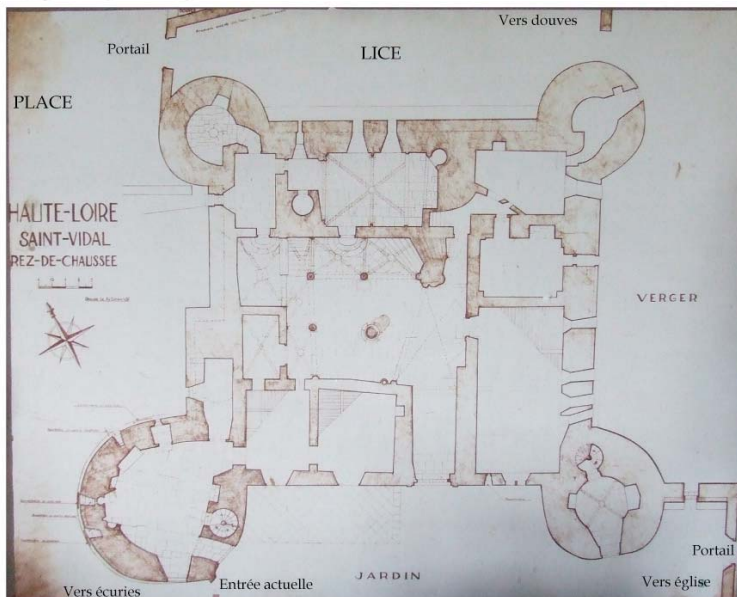 Portail
Vers douves
LICE
PLACE
HAUTE-LOIRE
SAINT-VIDAL
REZ-DE-CHAUSSEE
VERGER
Portail
Vers écuries
Entrée actuelle
JARDIN
Vers église